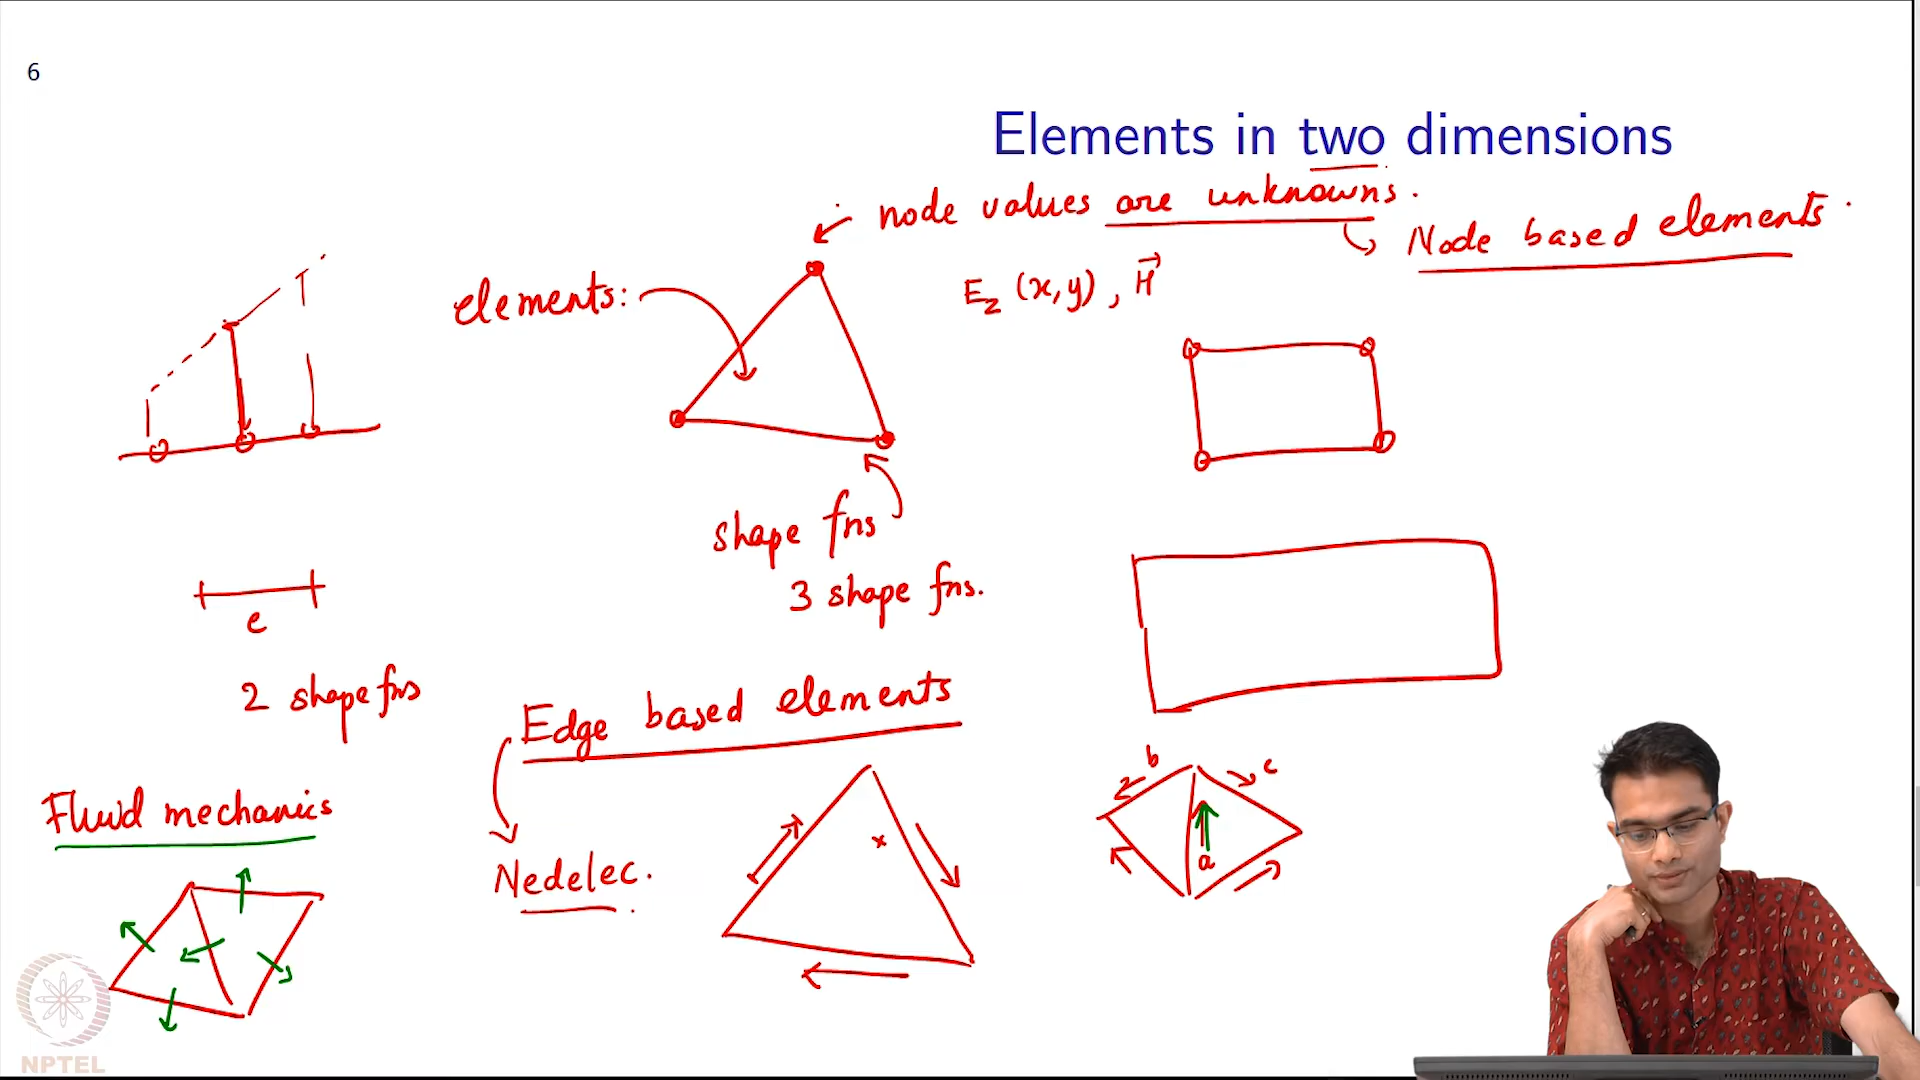 6
Elements in two dimensions
node values are unknowns.
Node based elements.
elements:
E_z (x,y), H⃗
shape fns
3 shape fns.
e
2 shape fns
Edge based elements
Nedelec.
x
b
c
a
Fluid mechanics
NPTEL